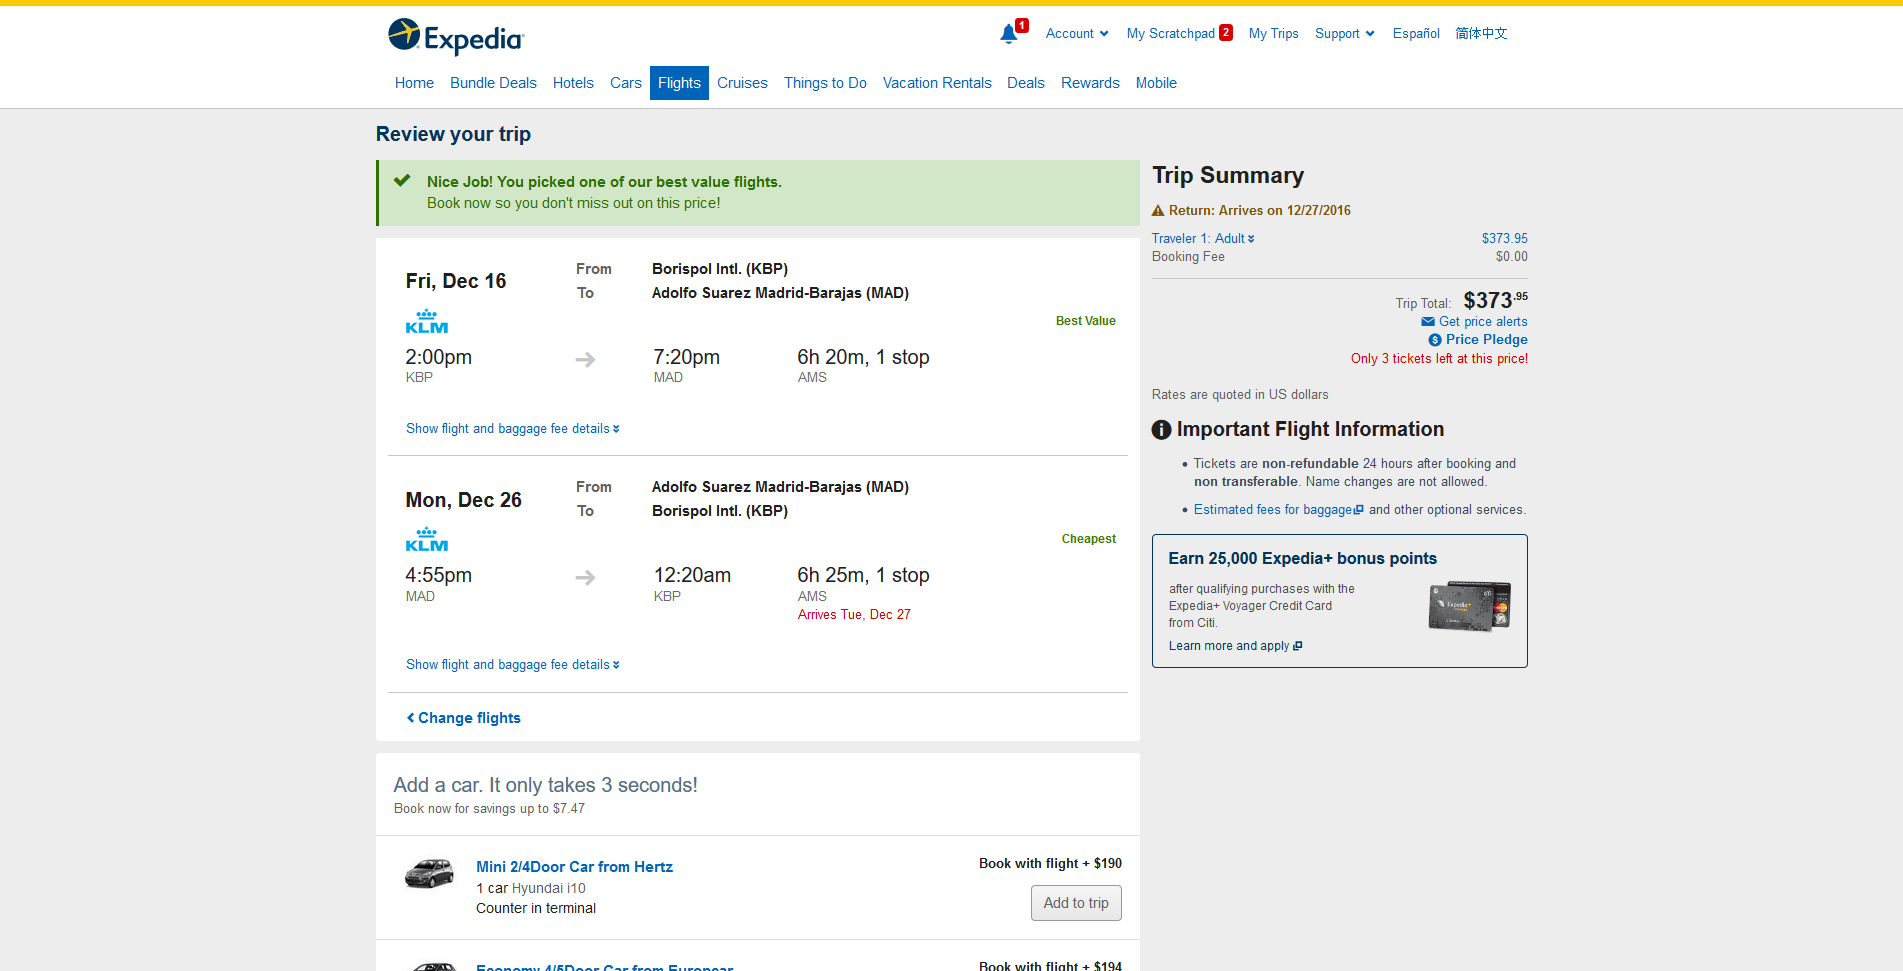 Expedia
1
Account
My Scratchpad 2
My Trips
Support
Español
简体中文
Home
Bundle Deals
Hotels
Cars
Flights
Cruises
Things to Do
Vacation Rentals
Deals
Rewards
Mobile
Review your trip
Nice Job! You picked one of our best value flights.
Book now so you don't miss out on this price!
Fri, Dec 16
From Borispol Intl. (KBP)
To Adolfo Suarez Madrid-Barajas (MAD)
KLM
Best Value
2:00pm 7:20pm 6h 20m, 1 stop
KBP MAD AMS
Show flight and baggage fee details
Mon, Dec 26
From Adolfo Suarez Madrid-Barajas (MAD)
To Borispol Intl. (KBP)
KLM
Cheapest
4:55pm 12:20am 6h 25m, 1 stop
MAD KBP AMS
Arrives Tue, Dec 27
Show flight and baggage fee details
Change flights
Add a car. It only takes 3 seconds!
Book now for savings up to $7.47
Mini 2/4Door Car from Hertz
1 car Hyundai i10
Counter in terminal
Book with flight + $190
Add to trip
Economy 4/5Door Car from Europcar
Book with flight + $194
Trip Summary
Return: Arrives on 12/27/2016
Traveler 1: Adult $373.95
Booking Fee $0.00
Trip Total: $373.95
Get price alerts
$ Price Pledge
Only 3 tickets left at this price!
Rates are quoted in US dollars
Important Flight Information
• Tickets are non-refundable 24 hours after booking and
non transferable. Name changes are not allowed.
• Estimated fees for baggage and other optional services.
Earn 25,000 Expedia+ bonus points
after qualifying purchases with the
Expedia+ Voyager Credit Card
from Citi.
Learn more and apply
Expedia+